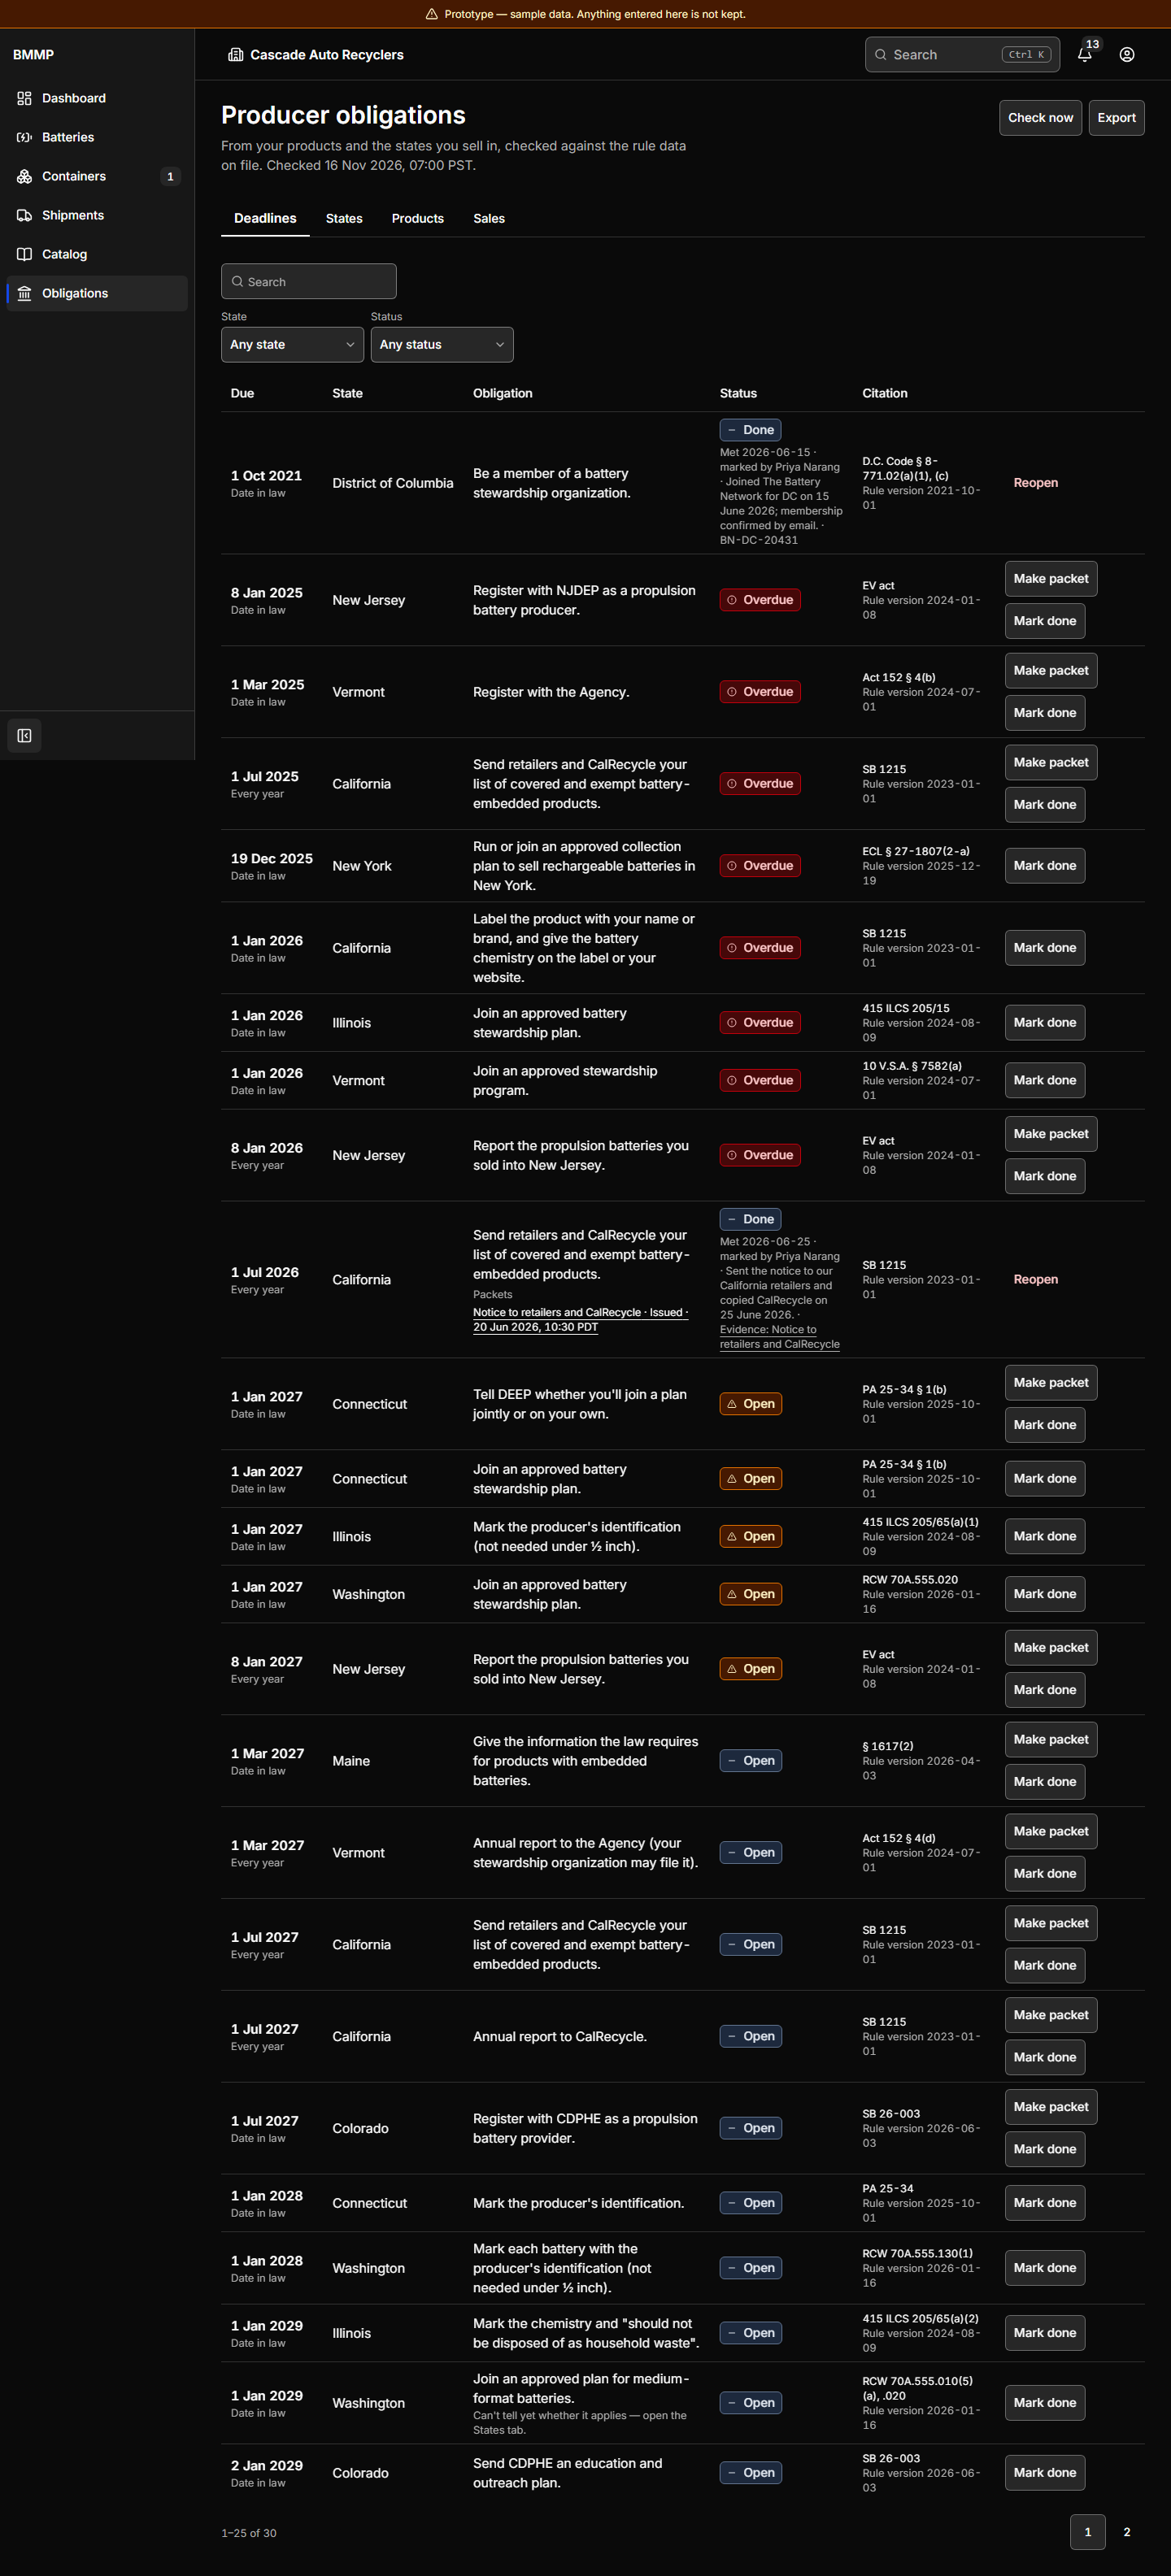 Prototype — sample data. Anything entered here is not kept.
BMMP
Cascade Auto Recyclers
Search
Ctrl K
13
Dashboard
Batteries
Containers
1
Shipments
Catalog
Obligations
Producer obligations
From your products and the states you sell in, checked against the rule data
on file. Checked 16 Nov 2026, 07:00 PST.
Check now
Export
Deadlines
States
Products
Sales
Search
State
Status
Any state
Any status
Due
State
Obligation
Status
Citation
1 Oct 2021
Date in law
District of Columbia
Be a member of a battery
stewardship organization.
Done
Met 2026-06-15 ·
marked by Priya Narang
· Joined The Battery
Network for DC on 15
June 2026; membership
confirmed by email. ·
BN-DC-20431
D.C. Code § 8-
771.02(a)(1), (c)
Rule version 2021-10-
01
Reopen
8 Jan 2025
Date in law
New Jersey
Register with NJDEP as a propulsion
battery producer.
Overdue
EV act
Rule version 2024-01-
08
Make packet
Mark done
1 Mar 2025
Date in law
Vermont
Register with the Agency.
Overdue
Act 152 § 4(b)
Rule version 2024-07-
01
Make packet
Mark done
1 Jul 2025
Every year
California
Send retailers and CalRecycle your
list of covered and exempt battery-
embedded products.
Overdue
SB 1215
Rule version 2023-01-
01
Make packet
Mark done
19 Dec 2025
Date in law
New York
Run or join an approved collection
plan to sell rechargeable batteries in
New York.
Overdue
ECL § 27-1807(2-a)
Rule version 2025-12-
19
Mark done
1 Jan 2026
Date in law
California
Label the product with your name or
brand, and give the battery
chemistry on the label or your
website.
Overdue
SB 1215
Rule version 2023-01-
01
Mark done
1 Jan 2026
Date in law
Illinois
Join an approved battery
stewardship plan.
Overdue
415 ILCS 205/15
Rule version 2024-08-
09
Mark done
1 Jan 2026
Date in law
Vermont
Join an approved stewardship
program.
Overdue
10 V.S.A. § 7582(a)
Rule version 2024-07-
01
Mark done
8 Jan 2026
Every year
New Jersey
Report the propulsion batteries you
sold into New Jersey.
Overdue
EV act
Rule version 2024-01-
08
Make packet
Mark done
1 Jul 2026
Every year
California
Send retailers and CalRecycle your
list of covered and exempt battery-
embedded products.
Packets
Notice to retailers and CalRecycle · Issued ·
20 Jun 2026, 10:30 PDT
Done
Met 2026-06-25 ·
marked by Priya Narang
· Sent the notice to our
California retailers and
copied CalRecycle on
25 June 2026. ·
Evidence: Notice to
retailers and CalRecycle
SB 1215
Rule version 2023-01-
01
Reopen
1 Jan 2027
Date in law
Connecticut
Tell DEEP whether you'll join a plan
jointly or on your own.
Open
PA 25-34 § 1(b)
Rule version 2025-10-
01
Make packet
Mark done
1 Jan 2027
Date in law
Connecticut
Join an approved battery
stewardship plan.
Open
PA 25-34 § 1(b)
Rule version 2025-10-
01
Mark done
1 Jan 2027
Date in law
Illinois
Mark the producer's identification
(not needed under ½ inch).
Open
415 ILCS 205/65(a)(1)
Rule version 2024-08-
09
Mark done
1 Jan 2027
Date in law
Washington
Join an approved battery
stewardship plan.
Open
RCW 70A.555.020
Rule version 2026-01-
16
Mark done
8 Jan 2027
Every year
New Jersey
Report the propulsion batteries you
sold into New Jersey.
Open
EV act
Rule version 2024-01-
08
Make packet
Mark done
1 Mar 2027
Date in law
Maine
Give the information the law requires
for products with embedded
batteries.
Open
§ 1617(2)
Rule version 2026-04-
03
Make packet
Mark done
1 Mar 2027
Every year
Vermont
Annual report to the Agency (your
stewardship organization may file it).
Open
Act 152 § 4(d)
Rule version 2024-07-
01
Make packet
Mark done
1 Jul 2027
Every year
California
Send retailers and CalRecycle your
list of covered and exempt battery-
embedded products.
Open
SB 1215
Rule version 2023-01-
01
Make packet
Mark done
1 Jul 2027
Every year
California
Annual report to CalRecycle.
Open
SB 1215
Rule version 2023-01-
01
Make packet
Mark done
1 Jul 2027
Date in law
Colorado
Register with CDPHE as a propulsion
battery provider.
Open
SB 26-003
Rule version 2026-06-
03
Make packet
Mark done
1 Jan 2028
Date in law
Connecticut
Mark the producer's identification.
Open
PA 25-34
Rule version 2025-10-
01
Mark done
1 Jan 2028
Date in law
Washington
Mark each battery with the
producer's identification (not
needed under ½ inch).
Open
RCW 70A.555.130(1)
Rule version 2026-01-
16
Mark done
1 Jan 2029
Date in law
Illinois
Mark the chemistry and "should not
be disposed of as household waste".
Open
415 ILCS 205/65(a)(2)
Rule version 2024-08-
09
Mark done
1 Jan 2029
Date in law
Washington
Join an approved plan for medium-
format batteries.
Can't tell yet whether it applies — open the
States tab.
Open
RCW 70A.555.010(5)
(a), .020
Rule version 2026-01-
16
Mark done
2 Jan 2029
Date in law
Colorado
Send CDPHE an education and
outreach plan.
Open
SB 26-003
Rule version 2026-06-
03
Mark done
1–25 of 30
1
2